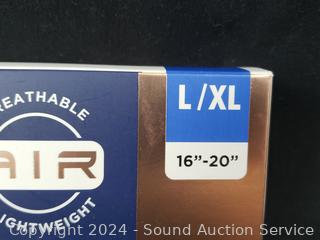 REATHABLE
AIR
IGHTWEIGHT
L/XL
16"-20"
Copyright 2024 - Sound Auction Service